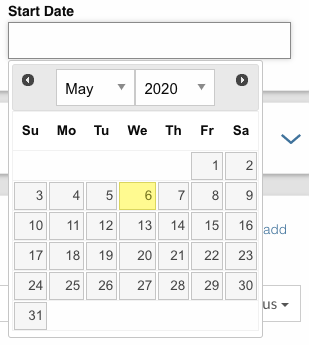 Start Date
May 2020
Su Mo Tu We Th Fr Sa
1 2
3 4 5 6 7 8 9
add
10 11 12 13 14 15 16
17 18 19 20 21 22 23
24 25 26 27 28 29 30
us
31